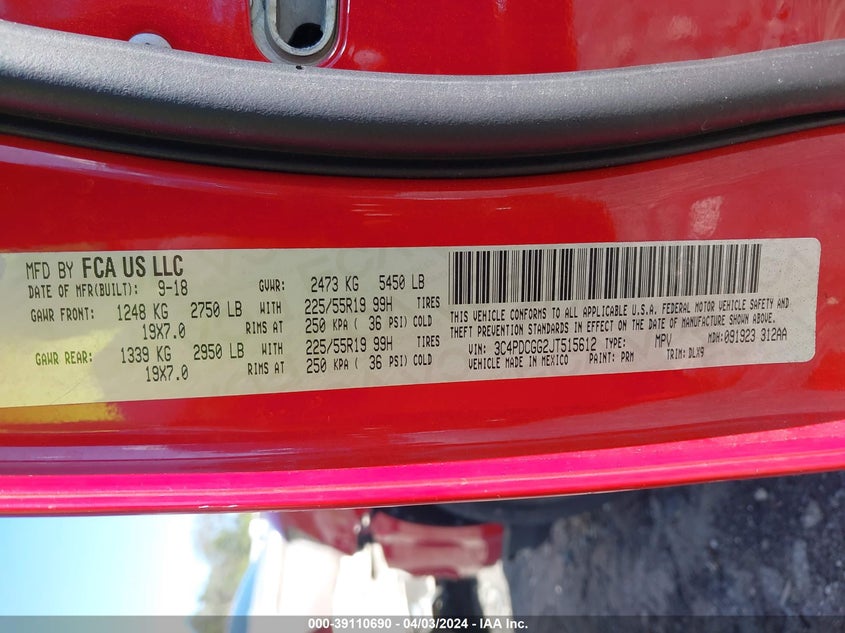 MFD BY FCA US LLC
DATE OF MFR(BUILT): 9-18 GVWR: 2473 KG 5450 LB
GAWR FRONT: 1248 KG 2750 LB WITH 225/55R19 99H TIRES
19X7.0 RIMS AT 250 KPA ( 36 PSI) COLD
GAWR REAR: 1339 KG 2950 LB WITH 225/55R19 99H TIRES
19X7.0 RIMS AT 250 KPA ( 36 PSI) COLD
THIS VEHICLE CONFORMS TO ALL APPLICABLE U.S.A. FEDERAL MOTOR VEHICLE SAFETY AND
THEFT PREVENTION STANDARDS IN EFFECT ON THE DATE OF MANUFACTURE SHOWN ABOVE.
VIN: 3C4PDCGG2JT515612 TYPE: MPV MDH: 091923 312AA
VEHICLE MADE IN MEXICO PAINT: PRM TRIM: DLX9
000-39110690 - 04/03/2024 - IAA Inc.